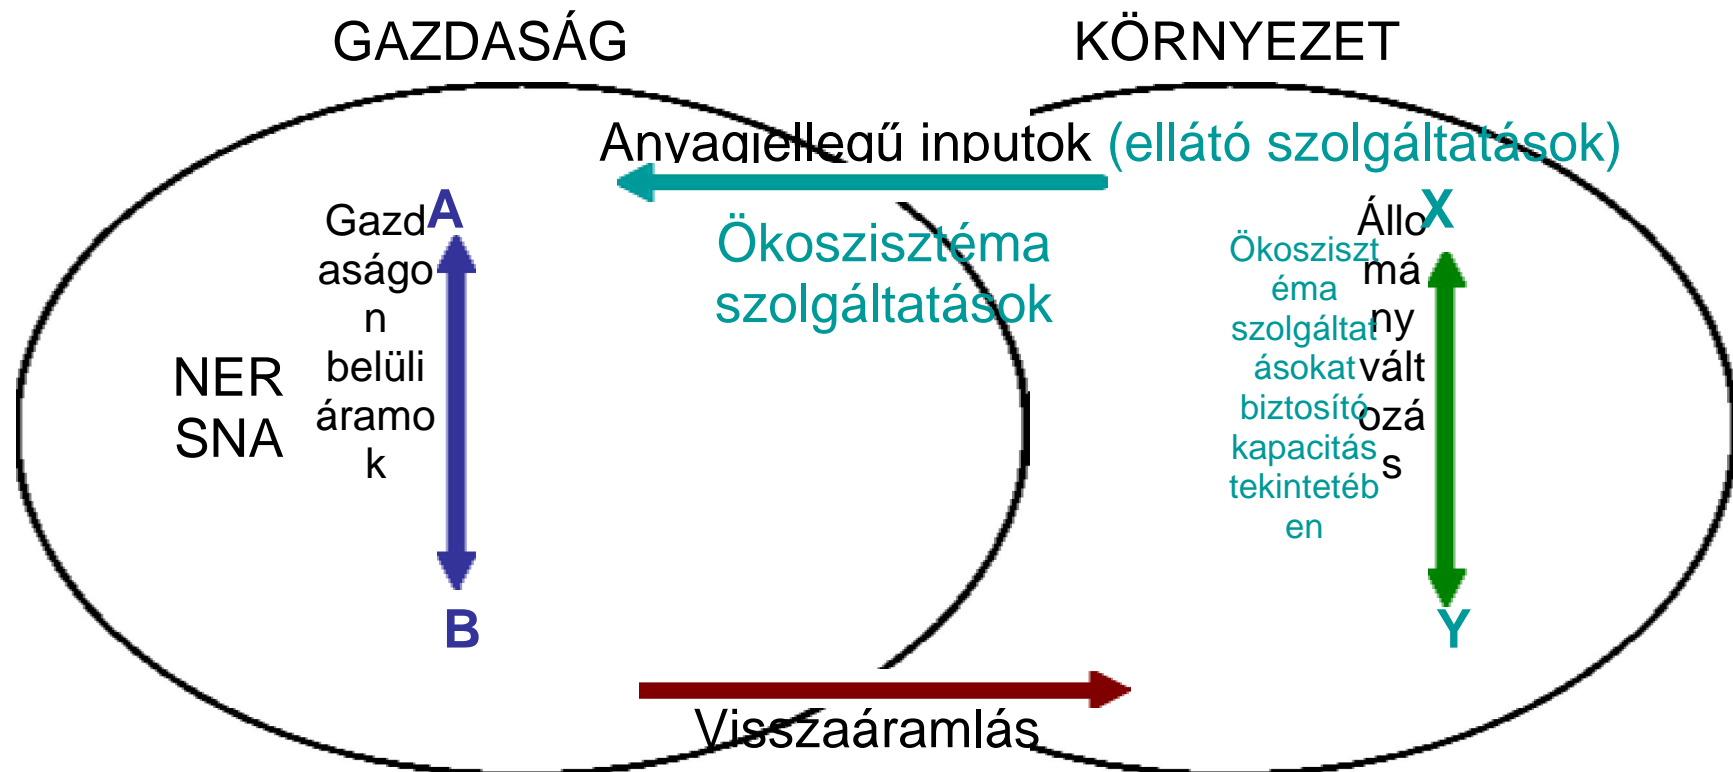 GAZDASÁG
KÖRNYEZET
Anyagjellegű inputok (ellátó szolgáltatások)
A
Gazd
aságo
n
belüli
áramo
k
NER
SNA
B
Ökoszisztéma
szolgáltatások
X
Ökosziszt
éma
szolgáltat
ásokat
biztosító
kapacitás
tekintetéb
en
Állo
má
ny
vált
ozá
s
Y
Visszaáramlás